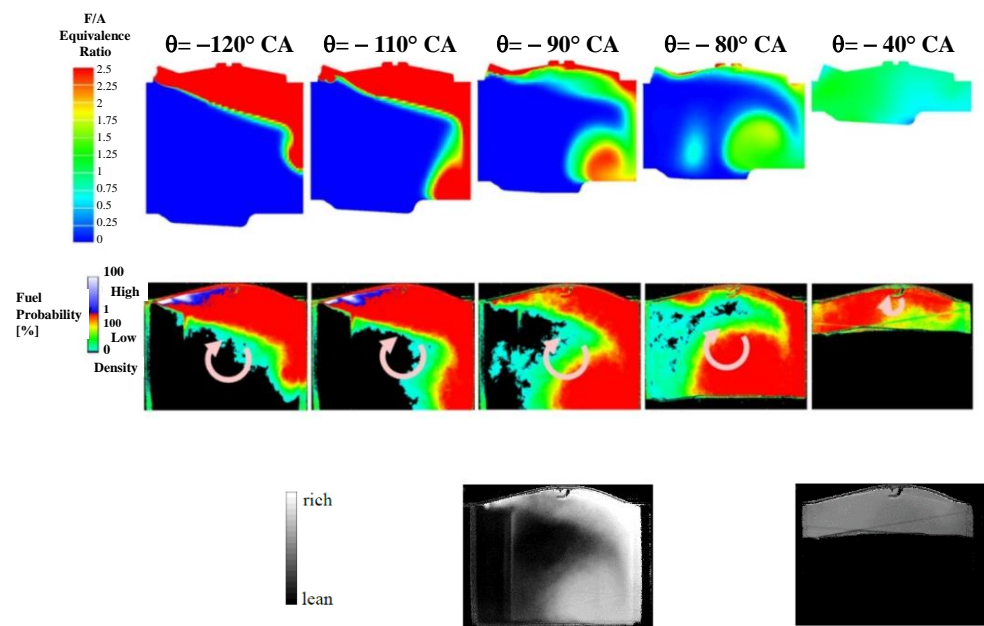 F/A
Equivalence
Ratio
θ= −120° CA
θ= − 110° CA
θ= − 90° CA
θ= − 80° CA
θ= − 40° CA
2.5
2.25
2
1.75
1.5
1.25
1
0.75
0.5
0.25
0
Fuel
Probability
[%]
100
High
1
100
Low
0
Density
rich
lean